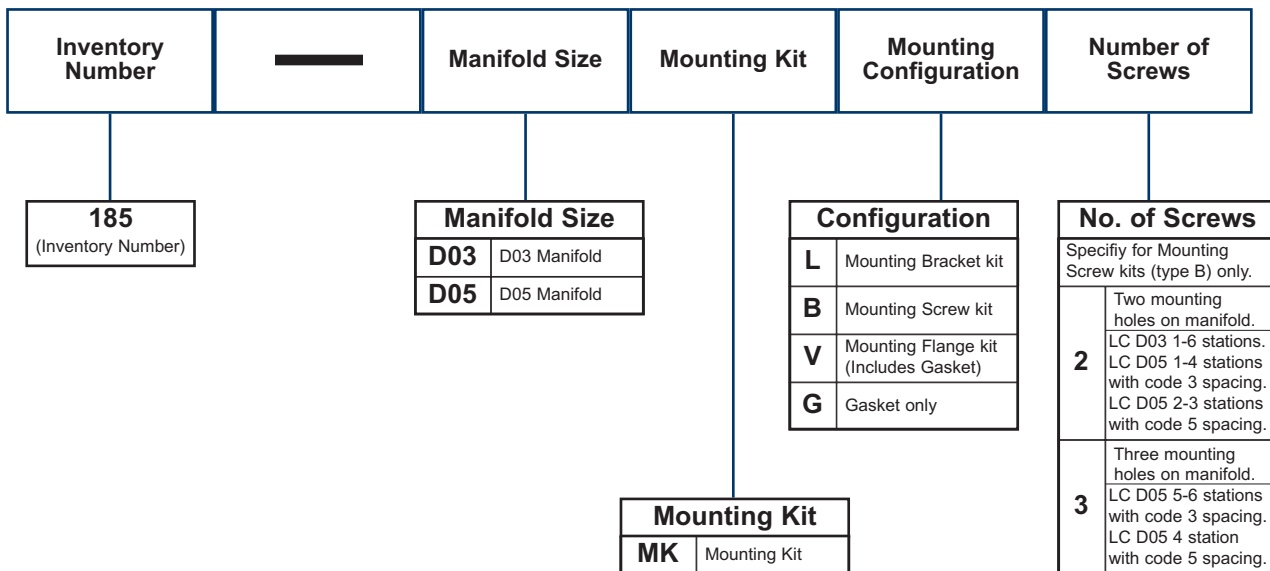 Inventory
Number
Manifold Size
Mounting Kit
Mounting
Configuration
Number of
Screws
185
(Inventory Number)
Manifold Size
D03 D03 Manifold
D05 D05 Manifold
Mounting Kit
MK Mounting Kit
Configuration
L Mounting Bracket kit
B Mounting Screw kit
V Mounting Flange kit
(Includes Gasket)
G Gasket only
No. of Screws
Specifiy for Mounting
Screw kits (type B) only.
2
Two mounting
holes on manifold.
LC D03 1-6 stations.
LC D05 1-4 stations
with code 3 spacing.
LC D05 2-3 stations
with code 5 spacing.
3
Three mounting
holes on manifold.
LC D05 5-6 stations
with code 3 spacing.
LC D05 4 station
with code 5 spacing.